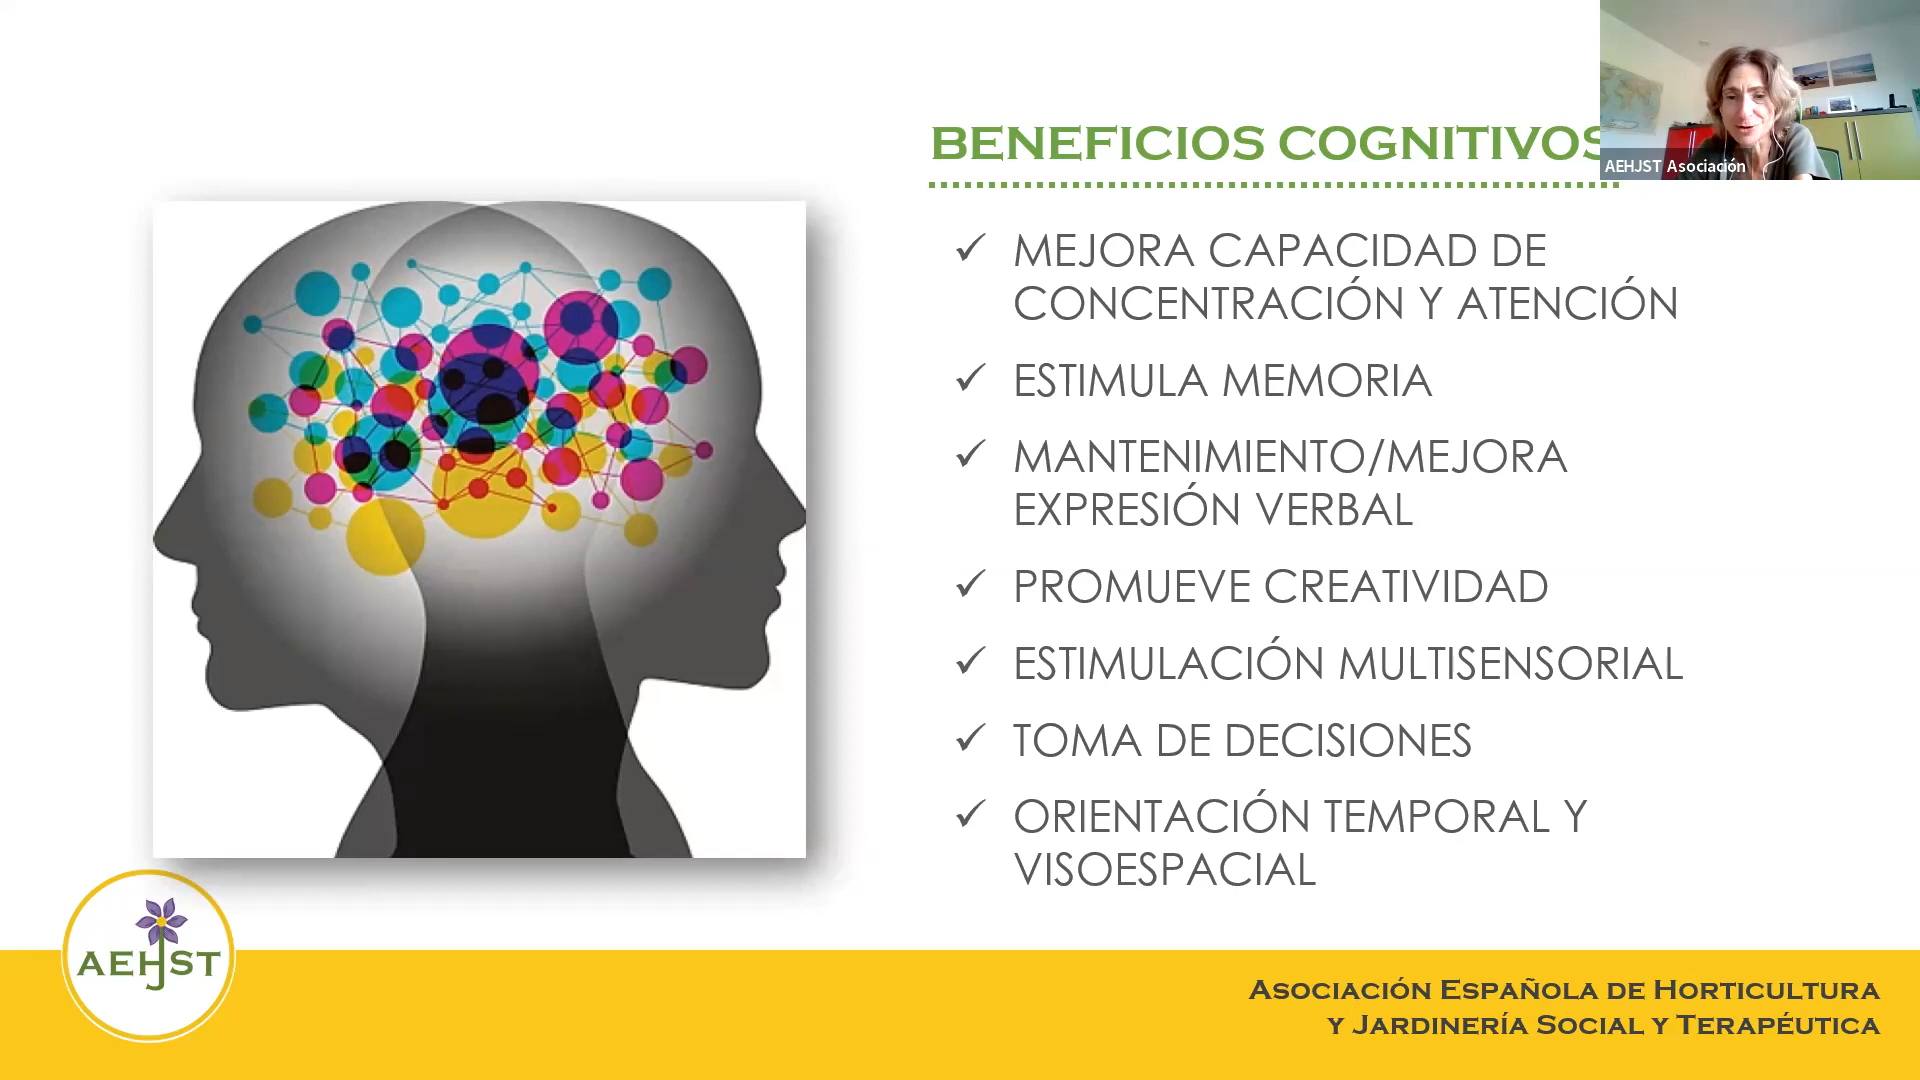 BENEFICIOS COGNITIVOS
AEHJST Asociación
✓ MEJORA CAPACIDAD DE
CONCENTRACIÓN Y ATENCIÓN
✓ ESTIMULA MEMORIA
✓ MANTENIMIENTO/MEJORA
EXPRESIÓN VERBAL
✓ PROMUEVE CREATIVIDAD
✓ ESTIMULACIÓN MULTISENSORIAL
✓ TOMA DE DECISIONES
✓ ORIENTACIÓN TEMPORAL Y
VISOESPACIAL
AEHJST
ASOCIACIÓN ESPAÑOLA DE HORTICULTURA
Y JARDINERÍA SOCIAL Y TERAPÉUTICA